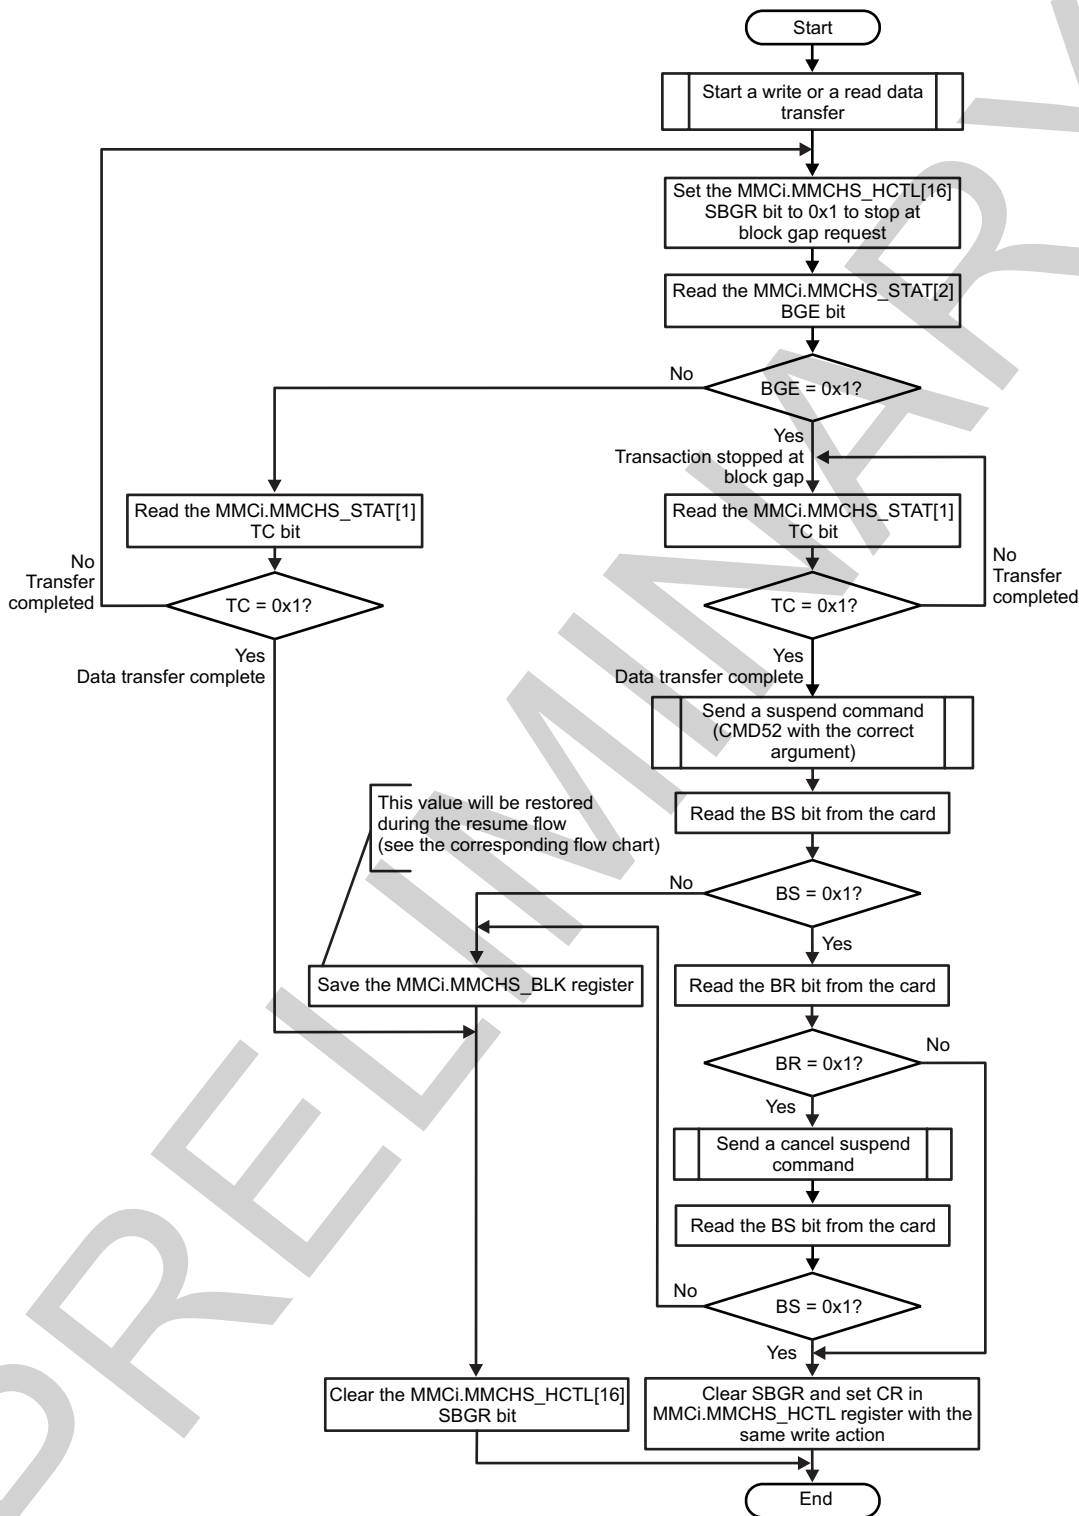 Start
Start a write or a read data
transfer
Set the MMCi.MMCHS_HCTL[16]
SBGR bit to 0x1 to stop at
block gap request
Read the MMCi.MMCHS_STAT[2]
BGE bit
No
BGE = 0x1?
Yes
Transaction stopped at
block gap
Read the MMCi.MMCHS_STAT[1]
TC bit
Read the MMCi.MMCHS_STAT[1]
TC bit
No
Transfer
completed
TC = 0x1?
TC = 0x1?
No
Transfer
completed
Yes
Data transfer complete
Yes
Data transfer complete
Send a suspend command
(CMD52 with the correct
argument)
This value will be restored
during the resume flow
(see the corresponding flow chart)
Read the BS bit from the card
No
BS = 0x1?
Yes
Save the MMCi.MMCHS_BLK register
Read the BR bit from the card
BR = 0x1?
No
Yes
Send a cancel suspend
command
Read the BS bit from the card
No
BS = 0x1?
Yes
Clear the MMCi.MMCHS_HCTL[16]
SBGR bit
Clear SBGR and set CR in
MMCi.MMCHS_HCTL register with the
same write action
End
PRELIMINARY